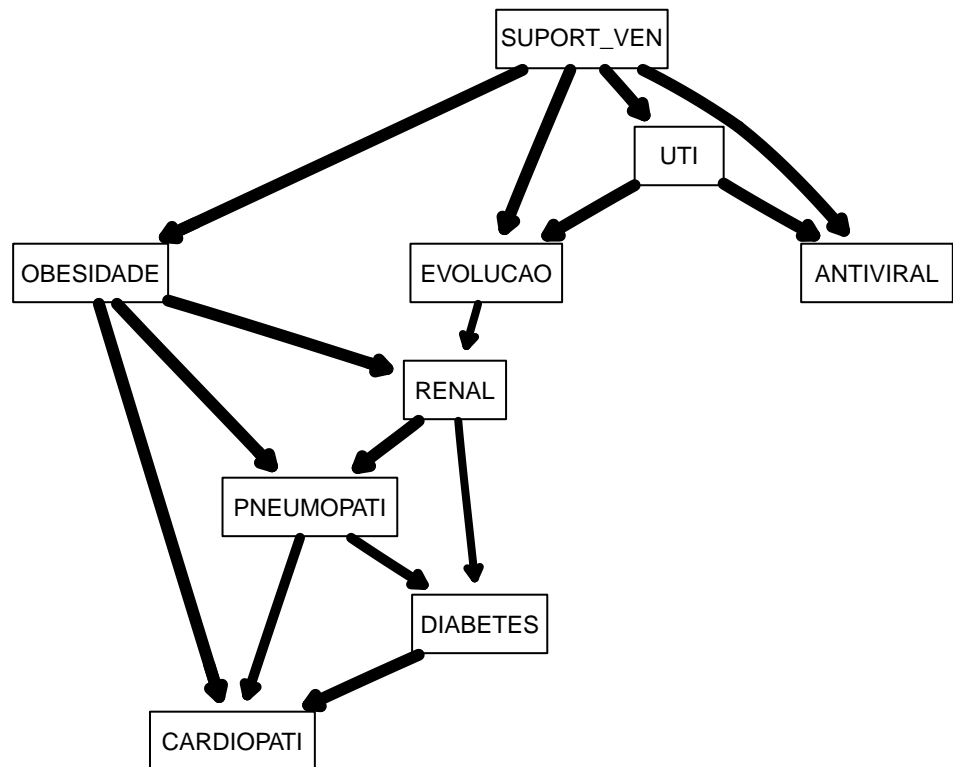 SUPORT_VEN
UTI
OBESIDADE
EVOLUCAO
ANTIVIRAL
RENAL
PNEUMOPATI
DIABETES
CARDIOPATI